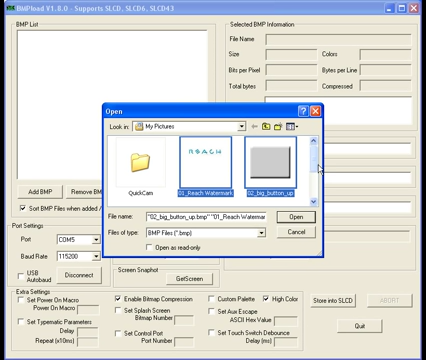 BMPload V1.8.0 - Supports SLCD, SLCD6, SLCD43
BMP List
Selected BMP Information
File Name
Size
Colors
Bits per Pixel
Bytes per Line
Total bytes
Compressed
Open
Look in:
My Pictures
REACH
QuickCam
01_Reach Watermark
02_big_button_up
File name:
"02_big_button_up.bmp" "01_Reach Watermar
Open
Files of type:
BMP Files (*.bmp)
Cancel
Open as read-only
Add BMP
Remove BM
Sort BMP Files when added /
Port Settings
Port
COM5
Baud Rate
115200
USB
Autobaud
Disconnect
Screen Snapshot
GetScreen
Extra Settings
Set Power On Macro
Power On Macro
Set Typematic Parameters
Delay
Repeat (x10ms)
Enable Bitmap Compression
Set Splash Screen
Bitmap Number
Set Control Port
Port Number
Custom Palette
High Color
Set Aux Escape
ASCII Hex Value
Set Touch Switch Debounce
Delay (ms)
Store into SLCD
ABORT
Quit